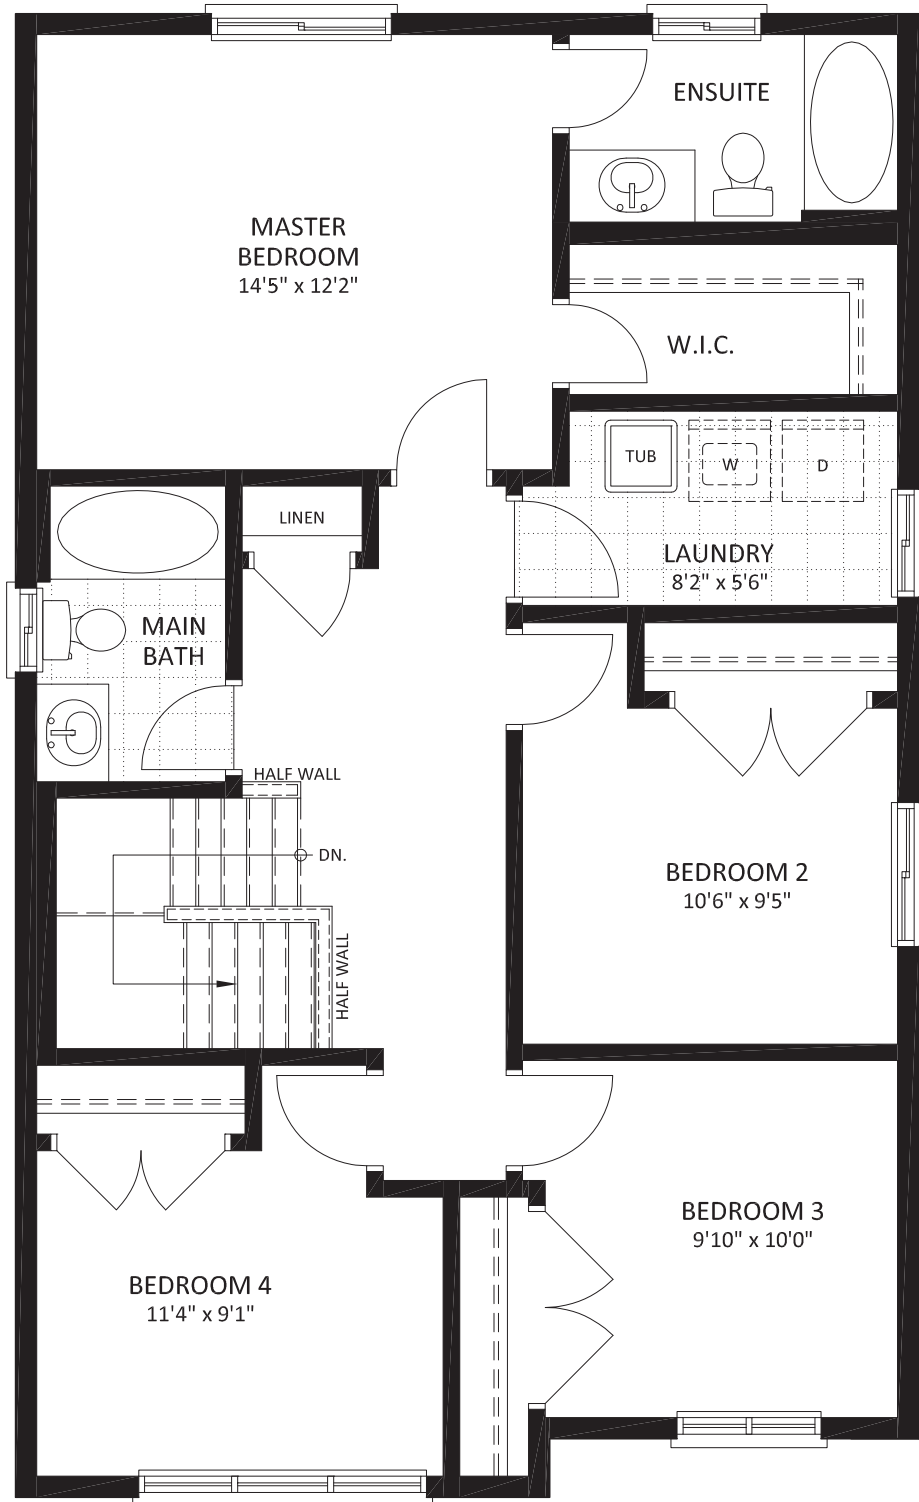 ENSUITE
MASTER
BEDROOM
14'5" x 12'2"
W.I.C.
TUB
W
D
LINEN
LAUNDRY
8'2" x 5'6"
MAIN
BATH
HALF WALL
DN.
BEDROOM 2
10'6" x 9'5"
HALF WALL
BEDROOM 3
9'10" x 10'0"
BEDROOM 4
11'4" x 9'1"